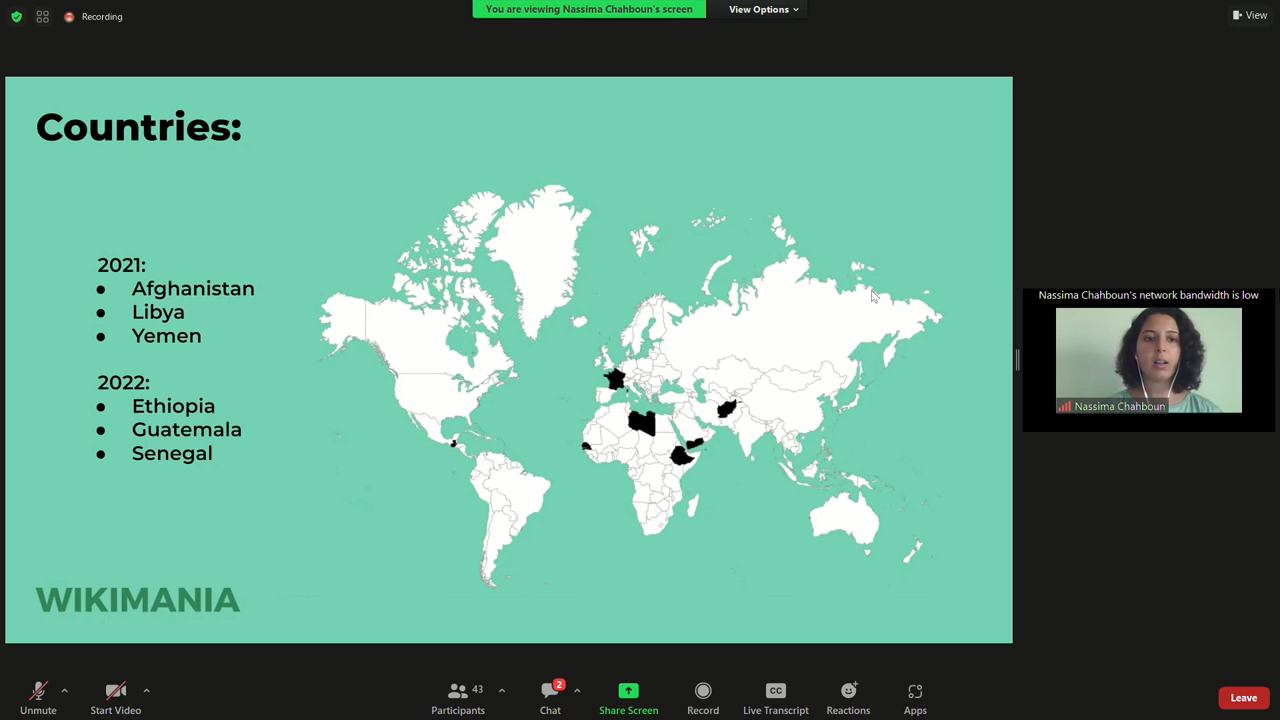 Recording
You are viewing Nassima Chahboun's screen
View Options
View
Countries:
2021:
● Afghanistan
● Libya
● Yemen
2022:
● Ethiopia
● Guatemala
● Senegal
WIKIMANIA
Nassima Chahboun's network bandwidth is low
Nassima Chahboun
Unmute
Start Video
43
Participants
2
Chat
Share Screen
Record
CC
Live Transcript
Reactions
Apps
Leave